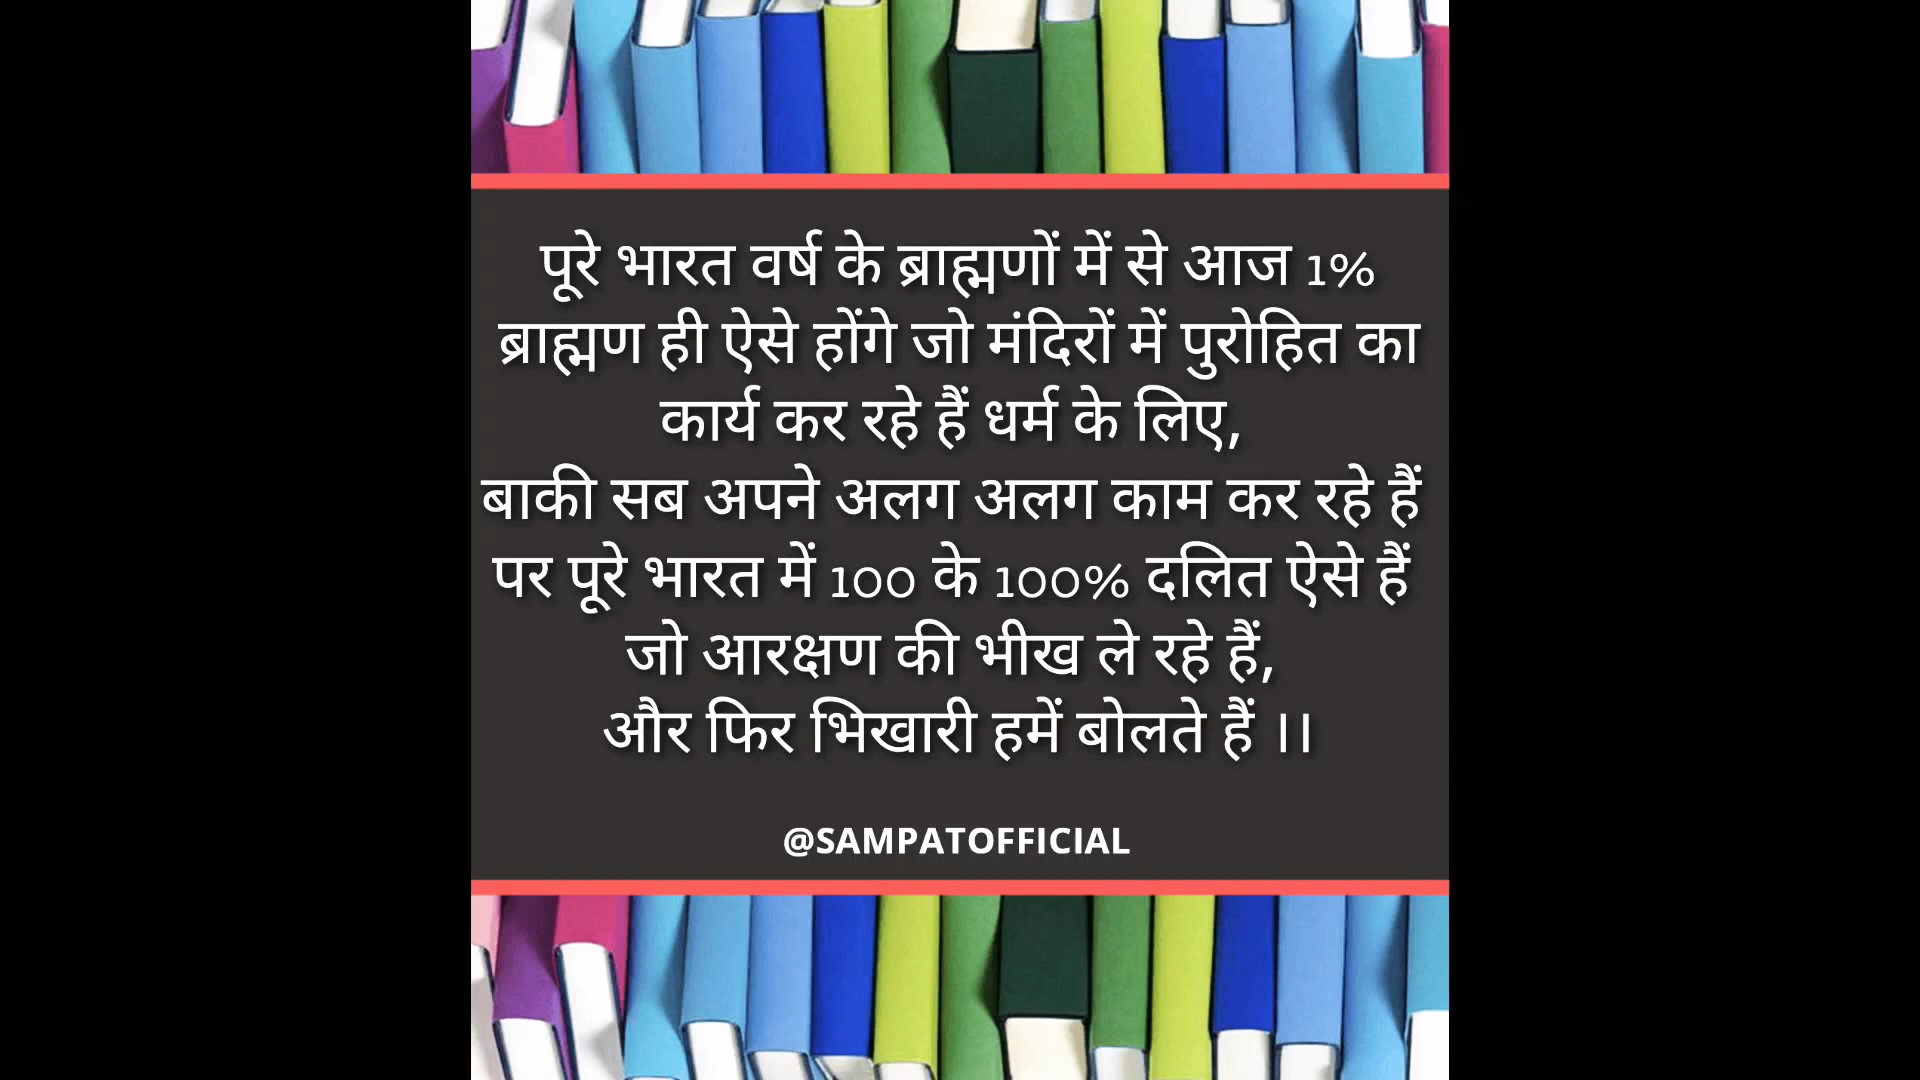 पूरे भारत वर्ष के ब्राह्मणों में से आज 1%
ब्राह्मण ही ऐसे होंगे जो मंदिरों में पुरोहित का
कार्य कर रहे हैं धर्म के लिए,
बाकी सब अपने अलग अलग काम कर रहे हैं
पर पूरे भारत में 100 के 100% दलित ऐसे हैं
जो आरक्षण की भीख ले रहे हैं,
और फिर भिखारी हमें बोलते हैं ।।
@SAMPATOFFICIAL